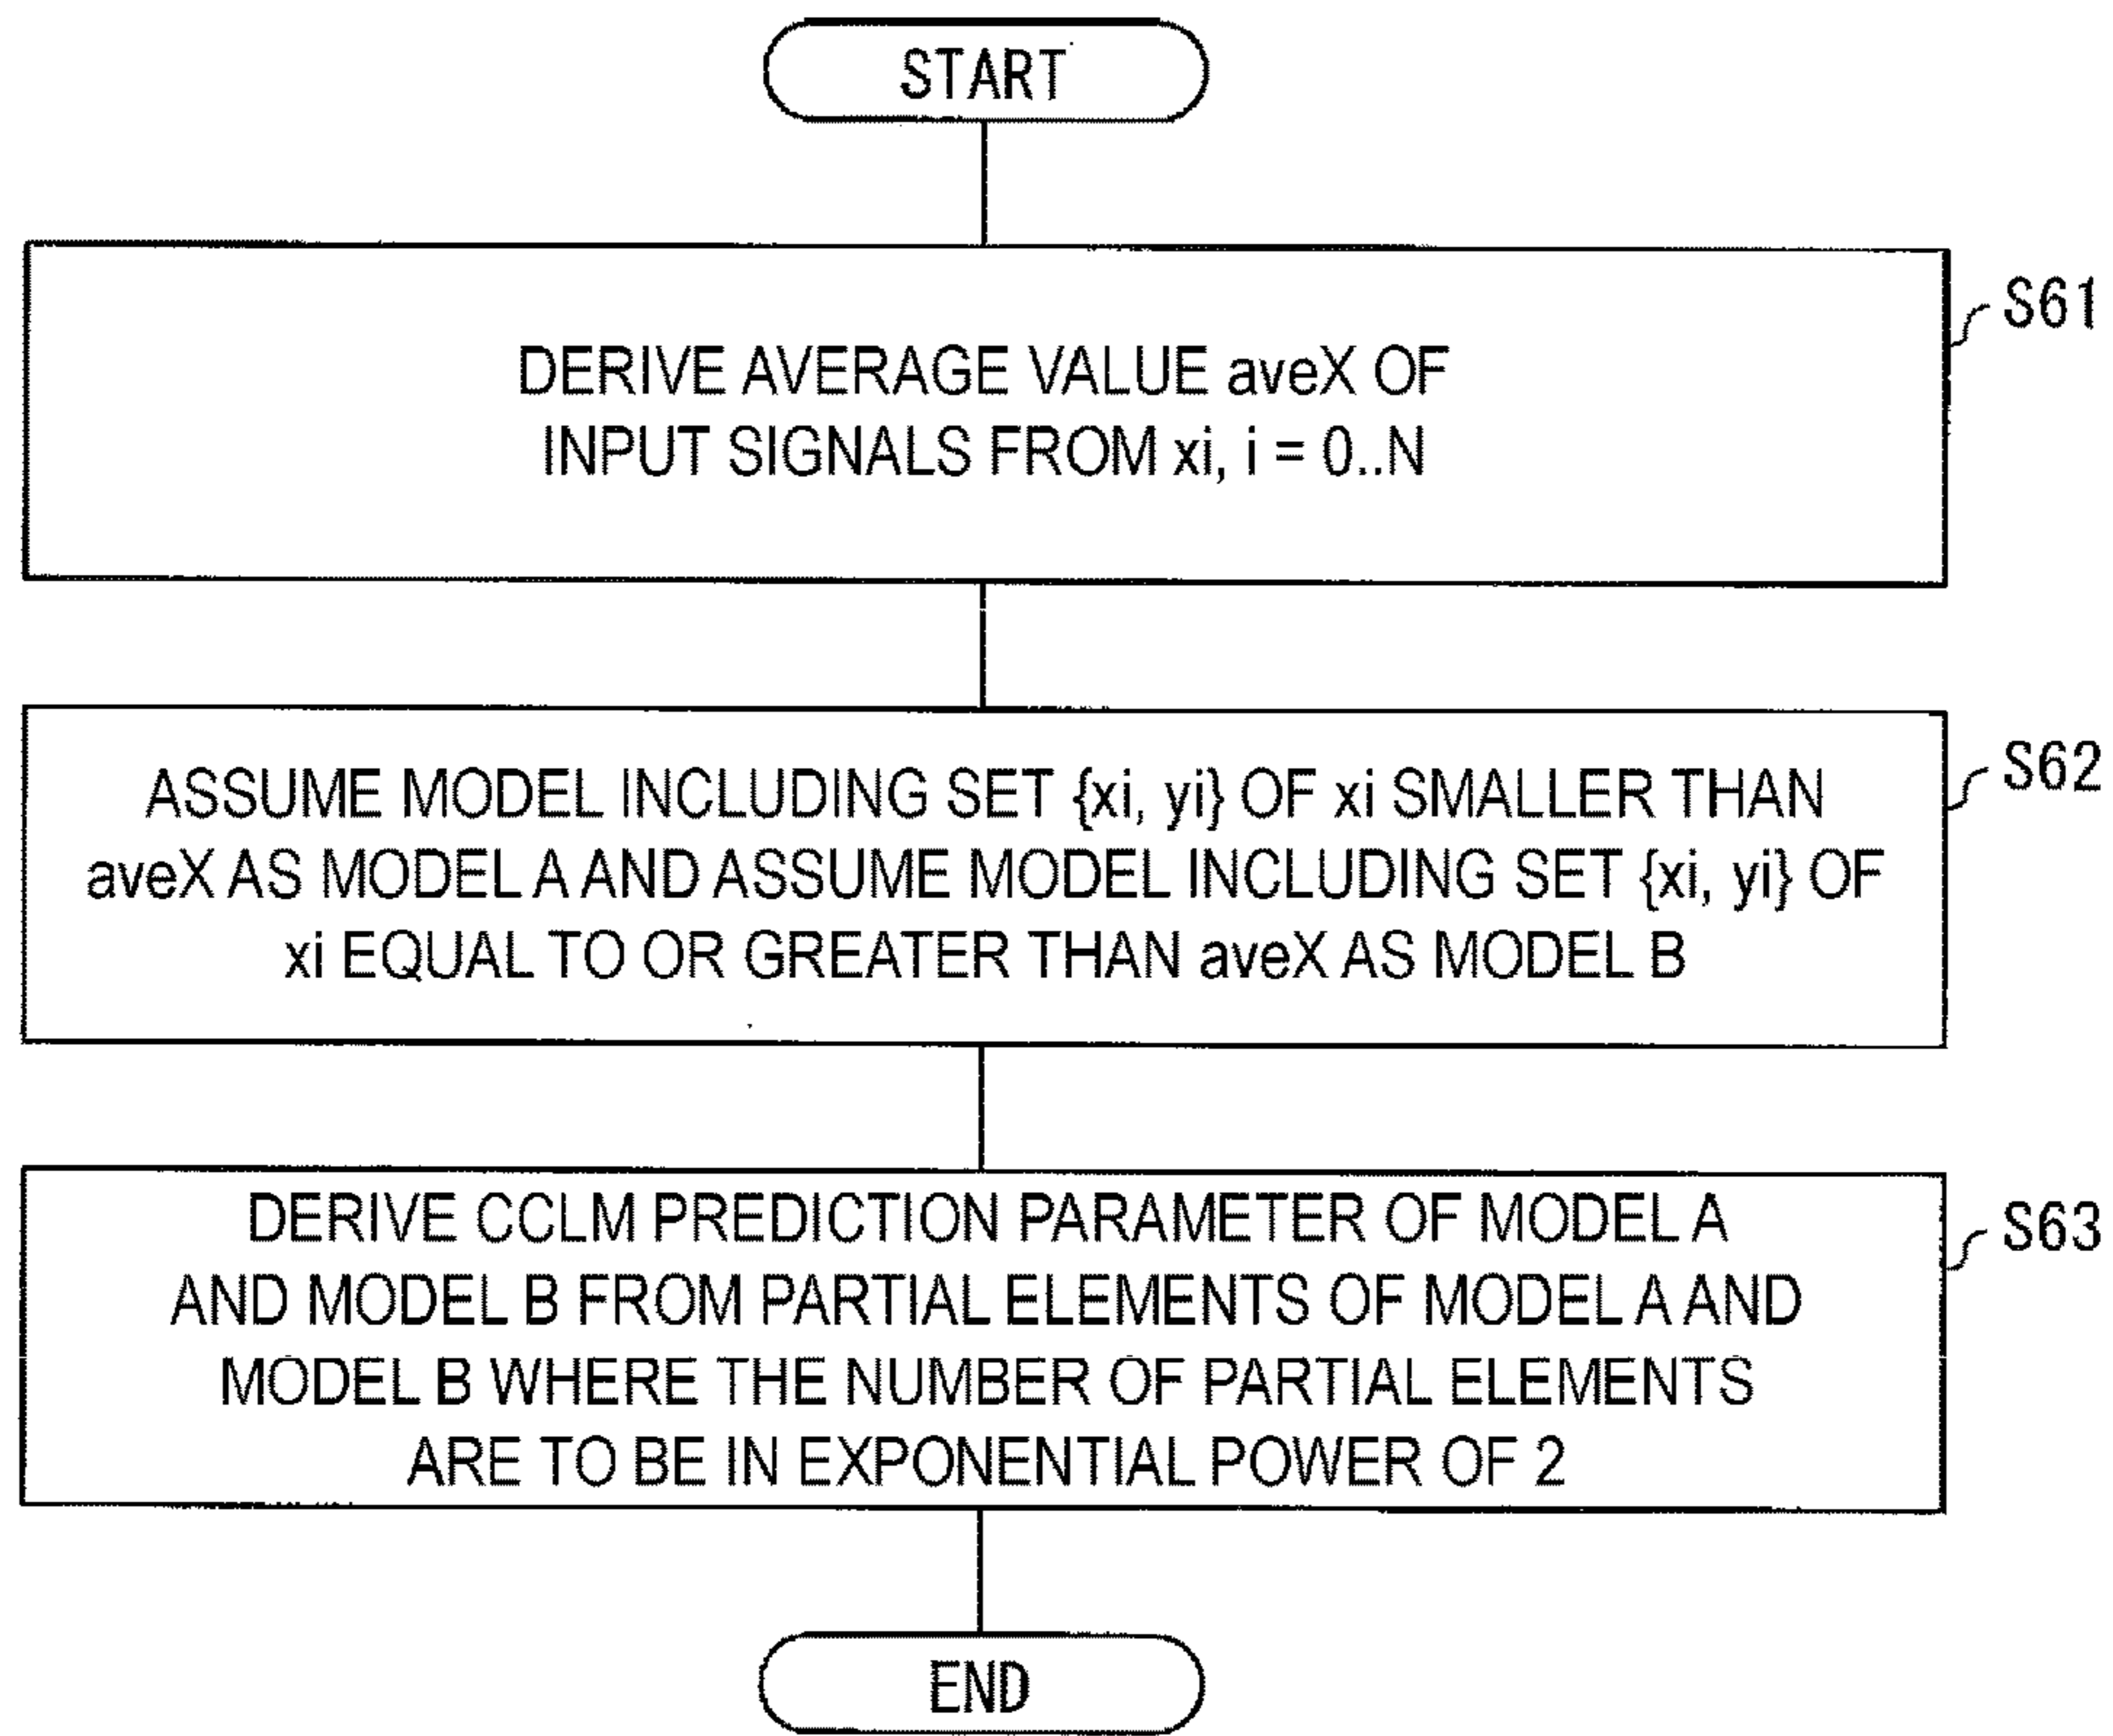 START
DERIVE AVERAGE VALUE aveX OF
INPUT SIGNALS FROM xi, i = 0..N
S61
ASSUME MODEL INCLUDING SET {xi, yi} OF xi SMALLER THAN
aveX AS MODEL A AND ASSUME MODEL INCLUDING SET {xi, yi} OF
xi EQUAL TO OR GREATER THAN aveX AS MODEL B
S62
DERIVE CCLM PREDICTION PARAMETER OF MODEL A
AND MODEL B FROM PARTIAL ELEMENTS OF MODEL A AND
MODEL B WHERE THE NUMBER OF PARTIAL ELEMENTS
ARE TO BE IN EXPONENTIAL POWER OF 2
S63
END